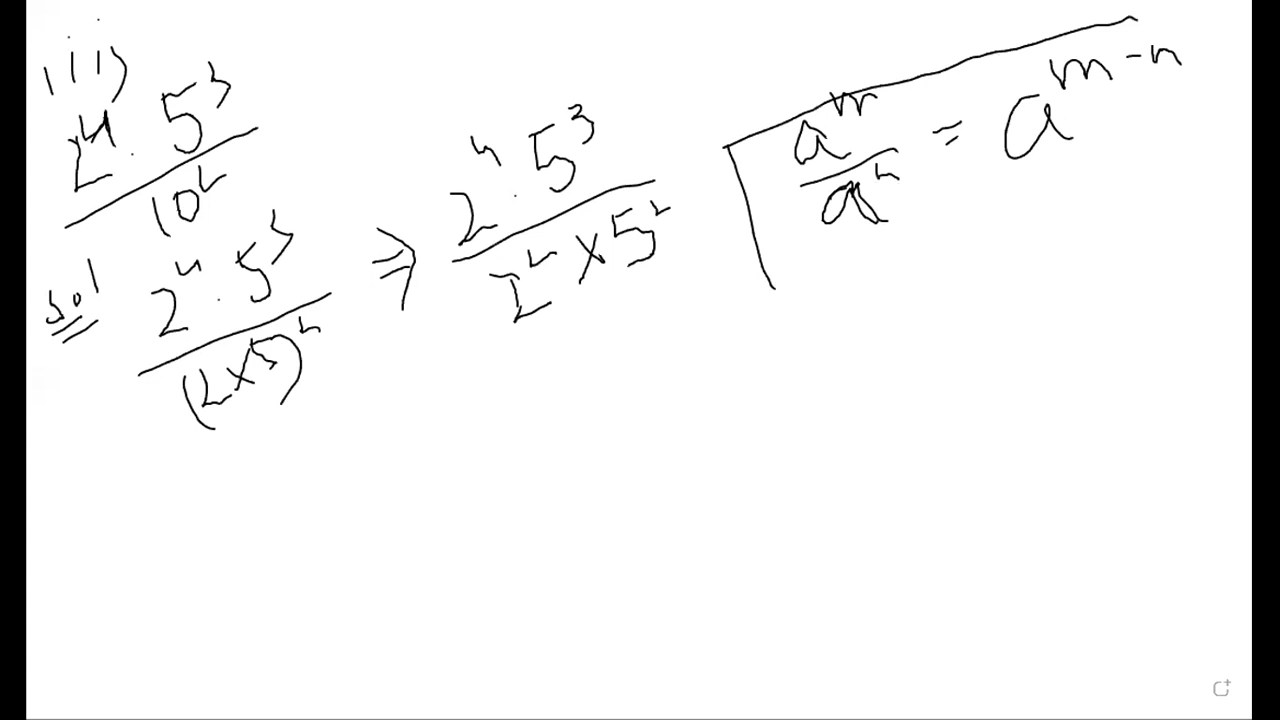 iii)
2⁴ · 5³ / 10²
sol
2⁴ · 5³ / (2×5)²
⇒ 2⁴ · 5³ / 2² × 5²
aᵐ / aⁿ = aᵐ⁻ⁿ